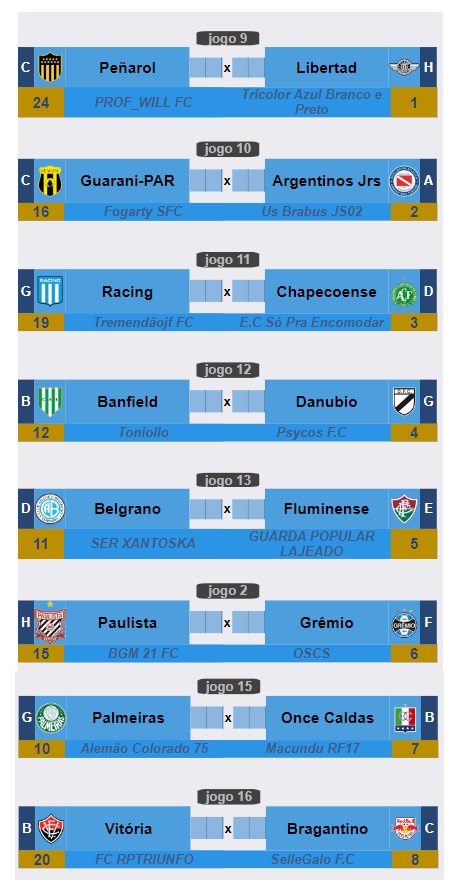 jogo 9
C Peñarol x Libertad H
24 PROF_WILL FC Tricolor Azul Branco e Preto 1
jogo 10
C Guarani-PAR x Argentinos Jrs A
16 Fogarty SFC Us Brabus JS02 2
jogo 11
G RACING Racing x Chapecoense D
19 Tremendãojf FC E.C Sô Pra Encomodar 3
jogo 12
B Banfield x Danubio G
12 Toniollo Psycos F.C 4
jogo 13
D Belgrano x Fluminense E
11 SER XANTOSKA GUARDA POPULAR LAJEADO 5
jogo 2
H Paulista x Grêmio GRÊMIO F
15 BGM 21 FC OSCS 6
jogo 15
G Palmeiras x Once Caldas B
10 Alemão Colorado 75 Macundu RF17 7
jogo 16
B Vitória x Bragantino C
20 FC RPTRIUNFO SelleGalo F.C 8